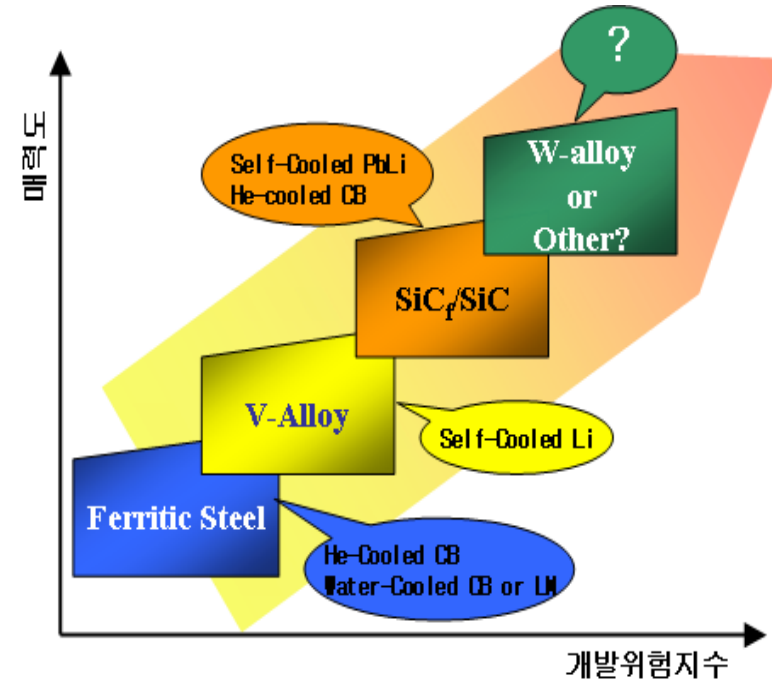 ?
매력도
Self-Cooled PbLi
He-cooled CB
W-alloy
or
Other?
SiCf/SiC
V-Alloy
Self-Cooled Li
Ferritic Steel
He-Cooled CB
Water-Cooled CB or LM
개발위험지수